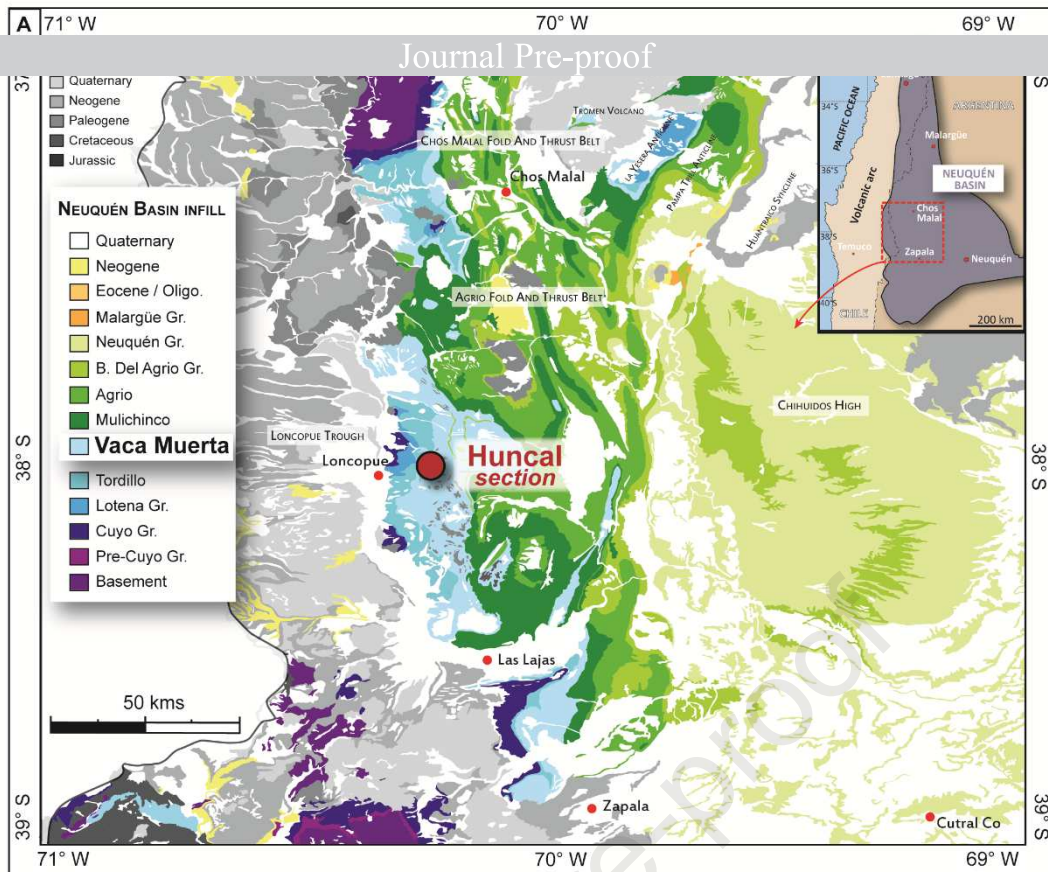 A
71° W
70° W
69° W
Journal Pre-proof
Quaternary
Neogene
Paleogene
Cretaceous
Jurassic
NEUQUÉN BASIN INFILL
Quaternary
Neogene
Eocene / Oligo.
Malargüe Gr.
Neuquén Gr.
B. Del Agrio Gr.
Agrio
Mulichinco
Vaca Muerta
Tordillo
Lotena Gr.
Cuyo Gr.
Pre-Cuyo Gr.
Basement
50 kms
TROMEN VOLCANO
CHOS MALAL FOLD AND THRUST BELT
LA YESERA ANTICLINE
PAMPA TRIL ANTICLINE
HUANTRAICO SYNCLINE
Chos Malal
AGRIO FOLD AND THRUST BELT
CHIHUIDOS HIGH
LONCOPUE TROUGH
Loncopue
Huncal
section
Las Lajas
Zapala
Cutral Co
PACIFIC OCEAN
Volcanic arc
ARGENTINA
CHILE
34°S
36°S
38°S
40°S
Malargüe
NEUQUÉN
BASIN
Chos
Malal
Temuco
Zapala
Neuquén
200 km
38° S
38° S
39° S
39° S
71° W
70° W
69° W
e proof